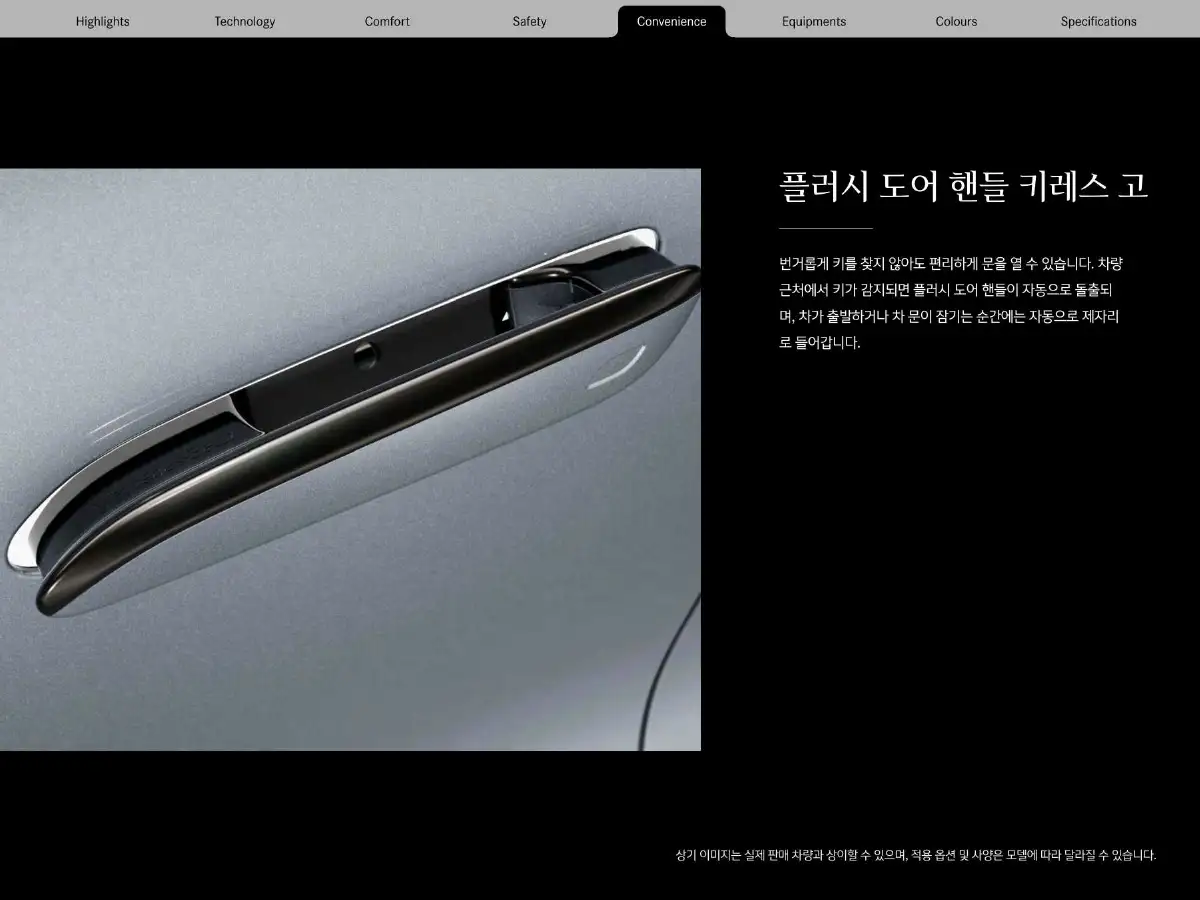 Highlights
Technology
Comfort
Safety
Convenience
Equipments
Colours
Specifications
플러시 도어 핸들 키레스 고
번거롭게 키를 찾지 않아도 편리하게 문을 열 수 있습니다. 차량
근처에서 키가 감지되면 플러시 도어 핸들이 자동으로 돌출되
며, 차가 출발하거나 차 문이 잠기는 순간에는 자동으로 제자리
로 들어갑니다.
상기 이미지는 실제 판매 차량과 상이할 수 있으며, 적용 옵션 및 사양은 모델에 따라 달라질 수 있습니다.